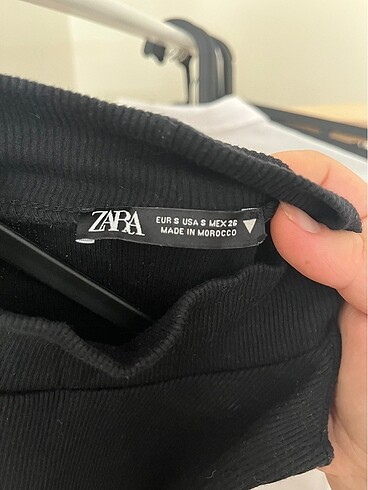 ZARA
EUR S USA S MEX 26
MADE IN MOROCCO